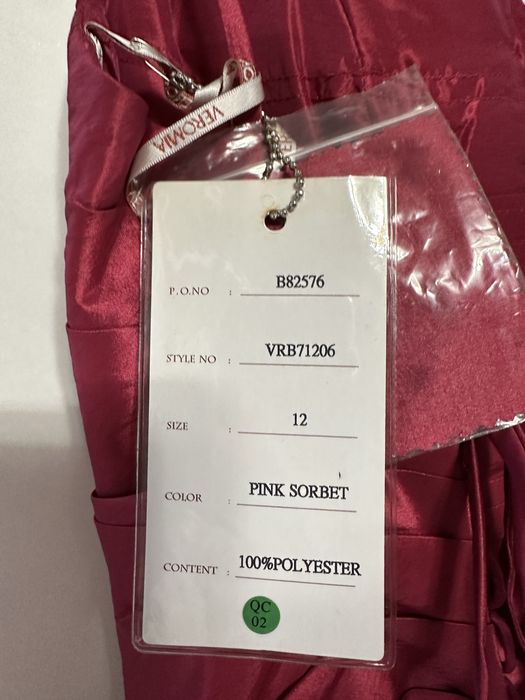 VEROMIA
P.O.NO : B82576
STYLE NO : VRB71206
SIZE : 12
COLOR : PINK SORBET
CONTENT : 100%POLYESTER
QC
02